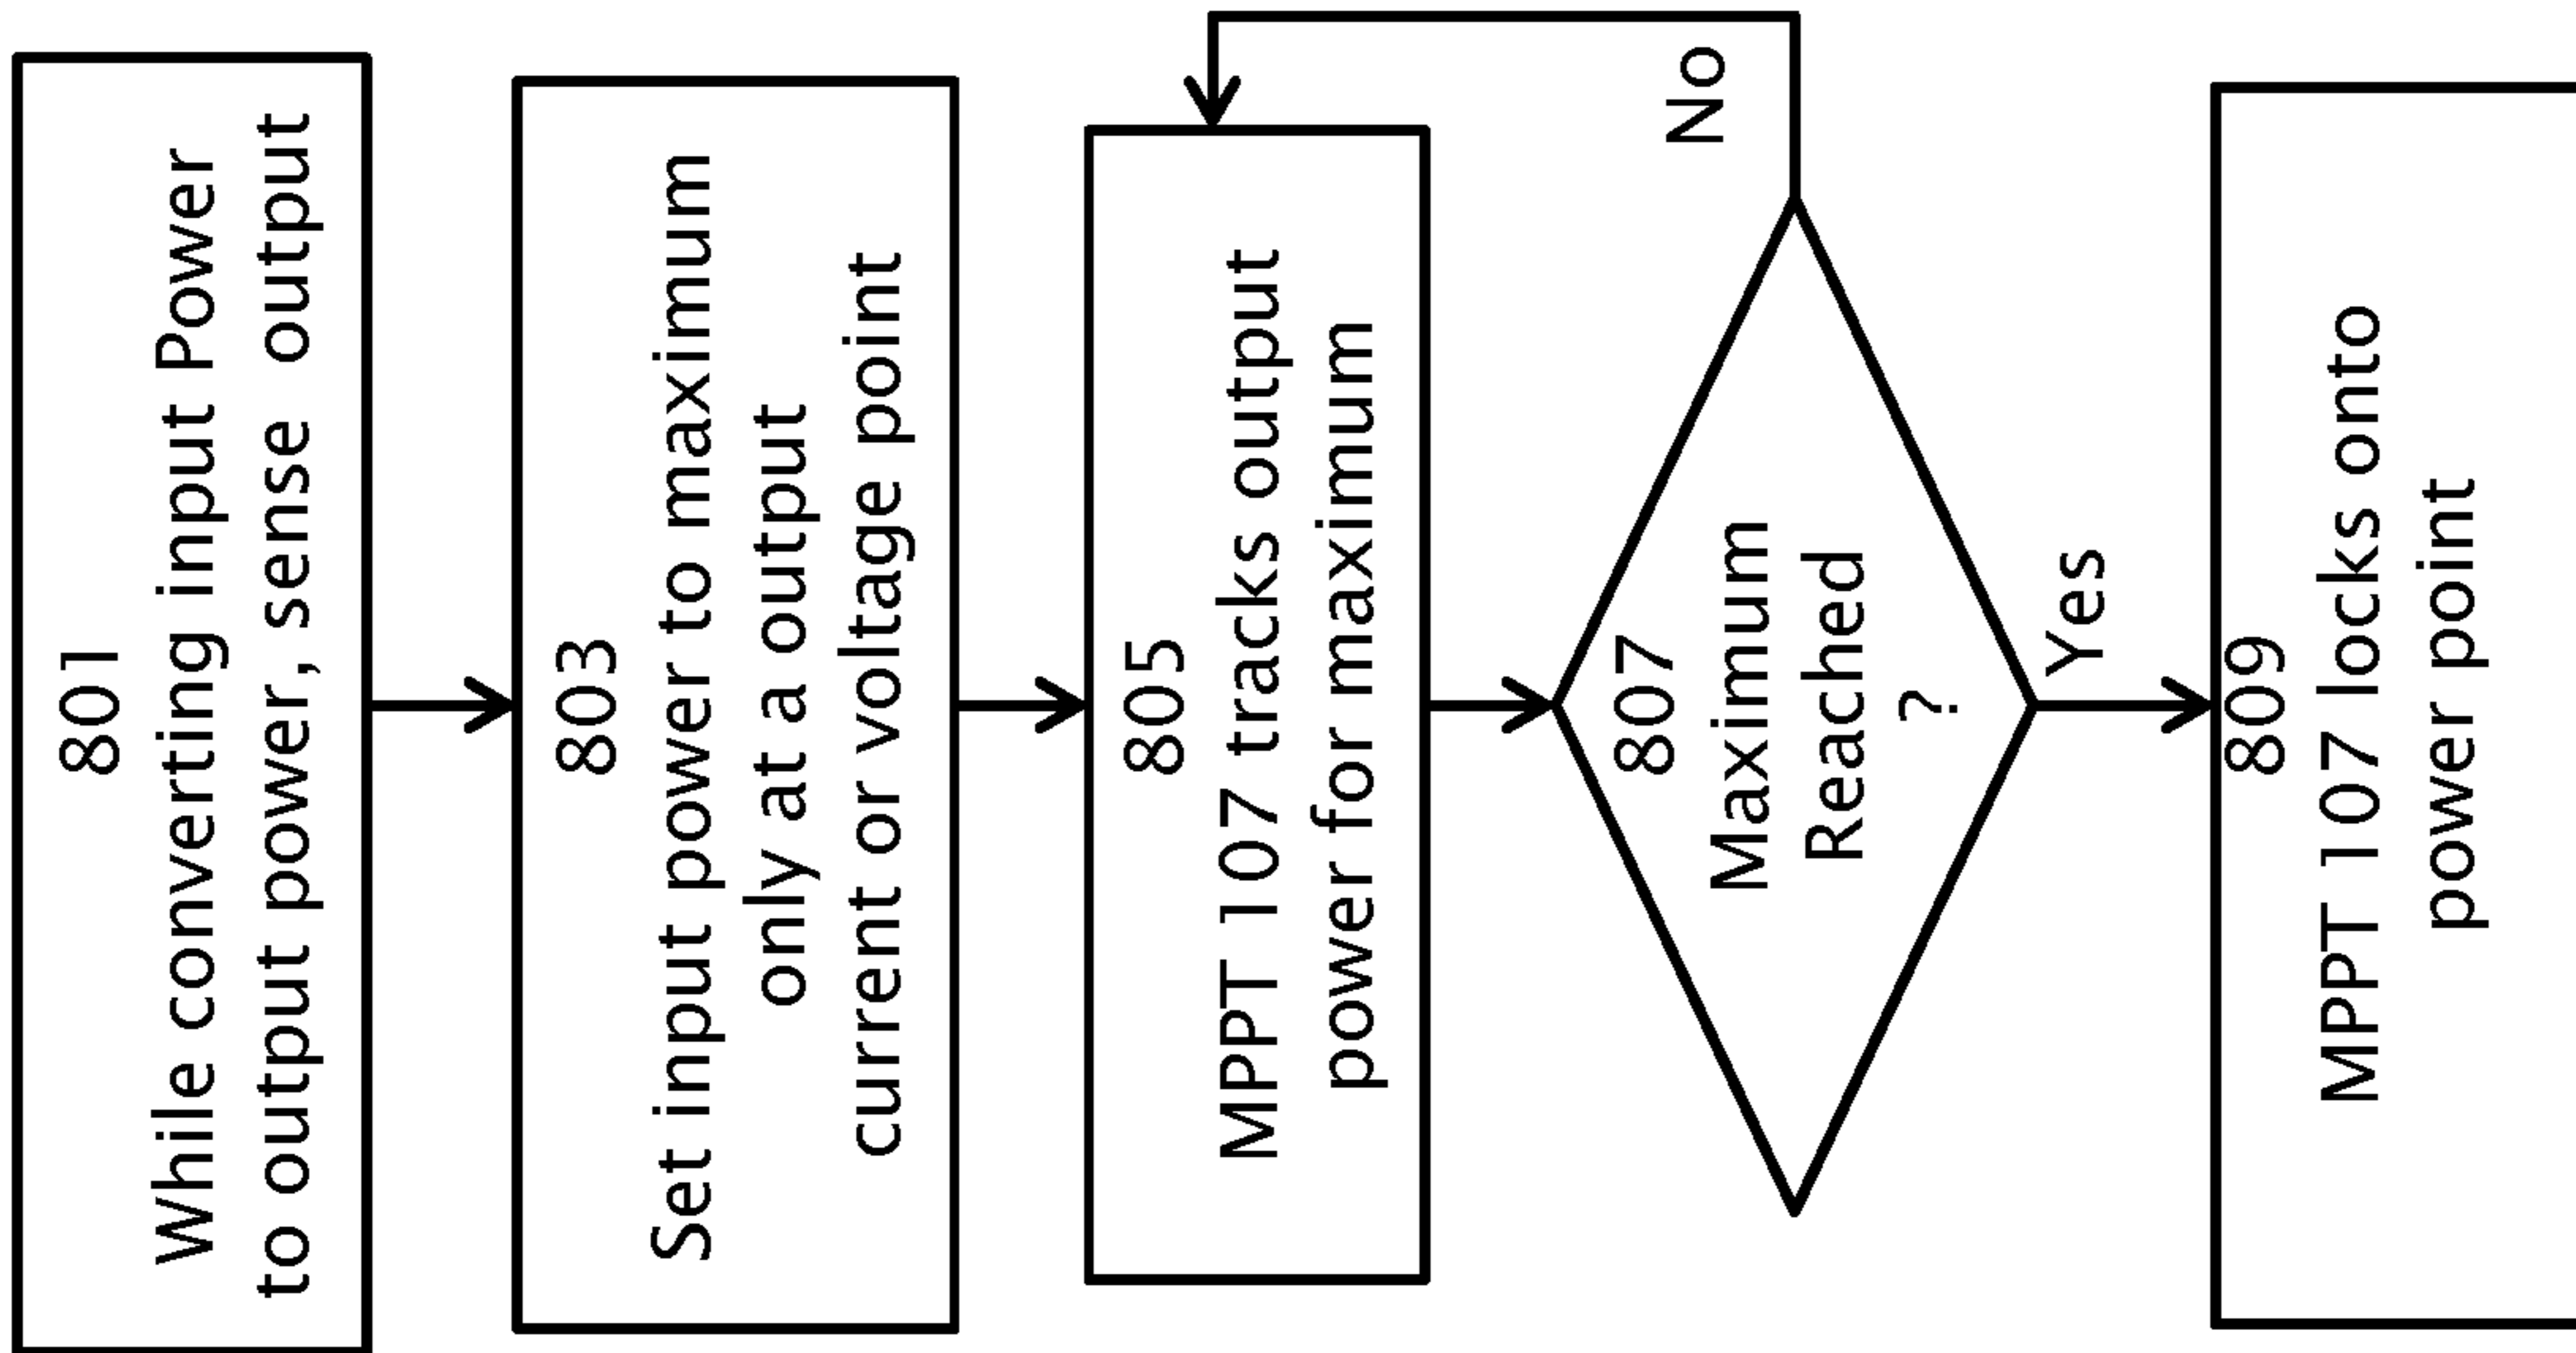 801
While converting input Power
to output power, sense output
803
Set input power to maximum
only at a output
current or voltage point
805
MPPT 107 tracks output
power for maximum
807
Maximum
Reached
?
No
Yes
809
MPPT 107 locks onto
power point